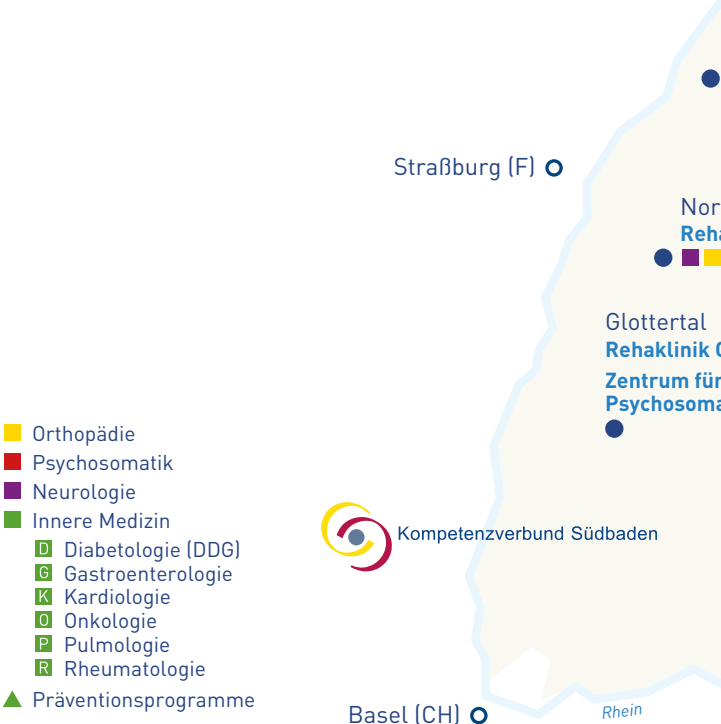 Straßburg (F)
Nor
Reha
Glottertal
Rehaklinik G
Zentrum für
Psychosoma
Orthopädie
Psychosomatik
Neurologie
Innere Medizin
D Diabetologie (DDG)
G Gastroenterologie
K Kardiologie
O Onkologie
P Pulmologie
R Rheumatologie
Präventionsprogramme
Kompetenzverbund Südbaden
Basel (CH)
Rhein